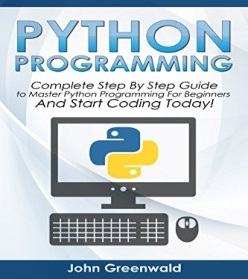 PYTHON
PROGRAMMING
Complete Step By Step Guide
to Master Python Programming For Beginners
And Start Coding Today!
John Greenwald